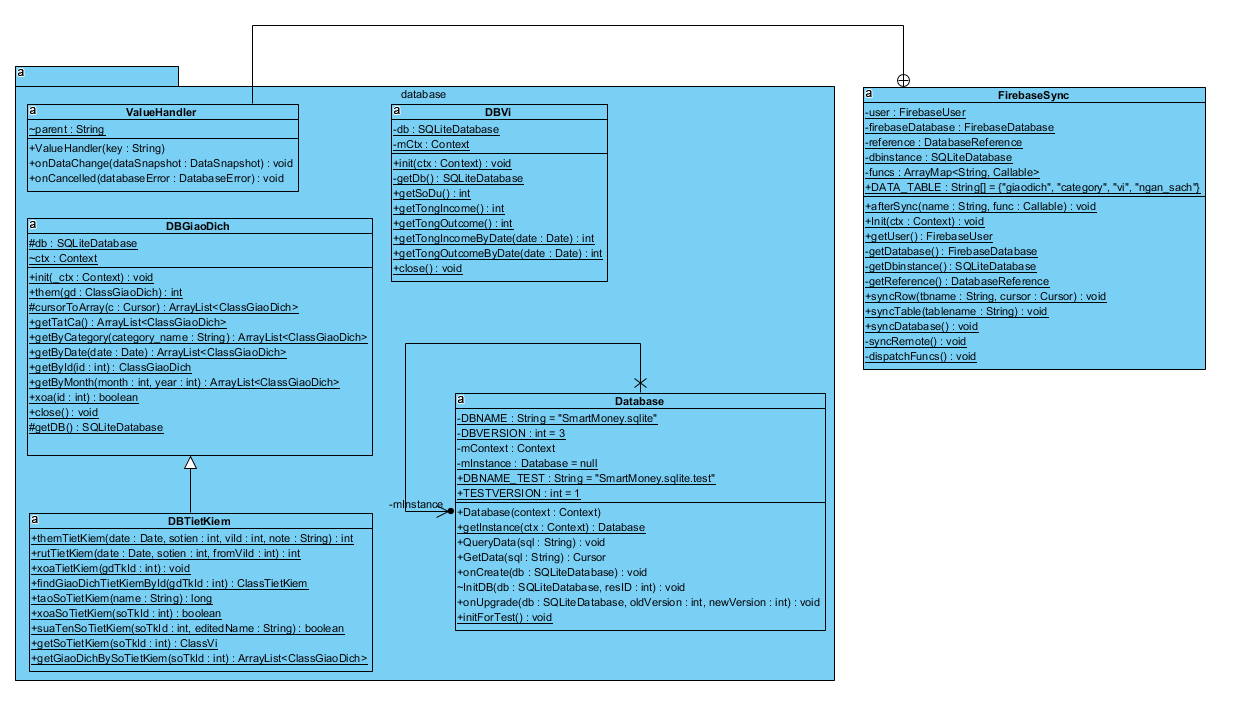 a
database
a
ValueHandler
~parent : String
+ValueHandler(key : String)
+onDataChange(dataSnapshot : DataSnapshot) : void
+onCancelled(databaseError : DatabaseError) : void
a
DBVi
-db : SQLiteDatabase
-mCtx : Context
+init(ctx : Context) : void
-getDb() : SQLiteDatabase
+getSoDu() : int
+getTongIncome() : int
+getTongOutcome() : int
+getTongIncomeByDate(date : Date) : int
+getTongOutcomeByDate(date : Date) : int
+close() : void
a
FirebaseSync
-user : FirebaseUser
-firebaseDatabase : FirebaseDatabase
-reference : DatabaseReference
-dbinstance : SQLiteDatabase
-funcs : ArrayMap<String, Callable>
+DATA_TABLE : String[] = {"giaodich", "category", "vi", "ngan_sach"}
+afterSync(name : String, func : Callable) : void
+Init(ctx : Context) : void
+getUser() : FirebaseUser
-getDatabase() : FirebaseDatabase
-getDbinstance() : SQLiteDatabase
-getReference() : DatabaseReference
+syncRow(tbname : String, cursor : Cursor) : void
+syncTable(tablename : String) : void
+syncDatabase() : void
-syncRemote() : void
-dispatchFuncs() : void
a
DBGiaoDich
#db : SQLiteDatabase
~ctx : Context
+init(_ctx : Context) : void
+them(gd : ClassGiaoDich) : int
#cursorToArray(c : Cursor) : ArrayList<ClassGiaoDich>
+getTatCa() : ArrayList<ClassGiaoDich>
+getByCategory(category_name : String) : ArrayList<ClassGiaoDich>
+getByDate(date : Date) : ArrayList<ClassGiaoDich>
+getById(id : int) : ClassGiaoDich
+getByMonth(month : int, year : int) : ArrayList<ClassGiaoDich>
+xoa(id : int) : boolean
+close() : void
#getDB() : SQLiteDatabase
a
Database
-DBNAME : String = "SmartMoney.sqlite"
-DBVERSION : int = 3
-mContext : Context
-mInstance : Database = null
+DBNAME_TEST : String = "SmartMoney.sqlite.test"
+TESTVERSION : int = 1
+Database(context : Context)
+getInstance(ctx : Context) : Database
+QueryData(sql : String) : void
+GetData(sql : String) : Cursor
+onCreate(db : SQLiteDatabase) : void
~InitDB(db : SQLiteDatabase, resID : int) : void
+onUpgrade(db : SQLiteDatabase, oldVersion : int, newVersion : int) : void
+initForTest() : void
-mInstance
a
DBTietKiem
+themTietKiem(date : Date, sotien : int, viId : int, note : String) : int
+rutTietKiem(date : Date, sotien : int, fromViId : int) : int
+xoaTietKiem(gdTkId : int) : void
+findGiaoDichTietKiemById(gdTkId : int) : ClassTietKiem
+taoSoTietKiem(name : String) : long
+xoaSoTietKiem(soTkId : int) : boolean
+suaTenSoTietKiem(soTkId : int, editedName : String) : boolean
+getSoTietKiem(soTkId : int) : ClassVi
+getGiaoDichBySoTietKiem(soTkId : int) : ArrayList<ClassGiaoDich>